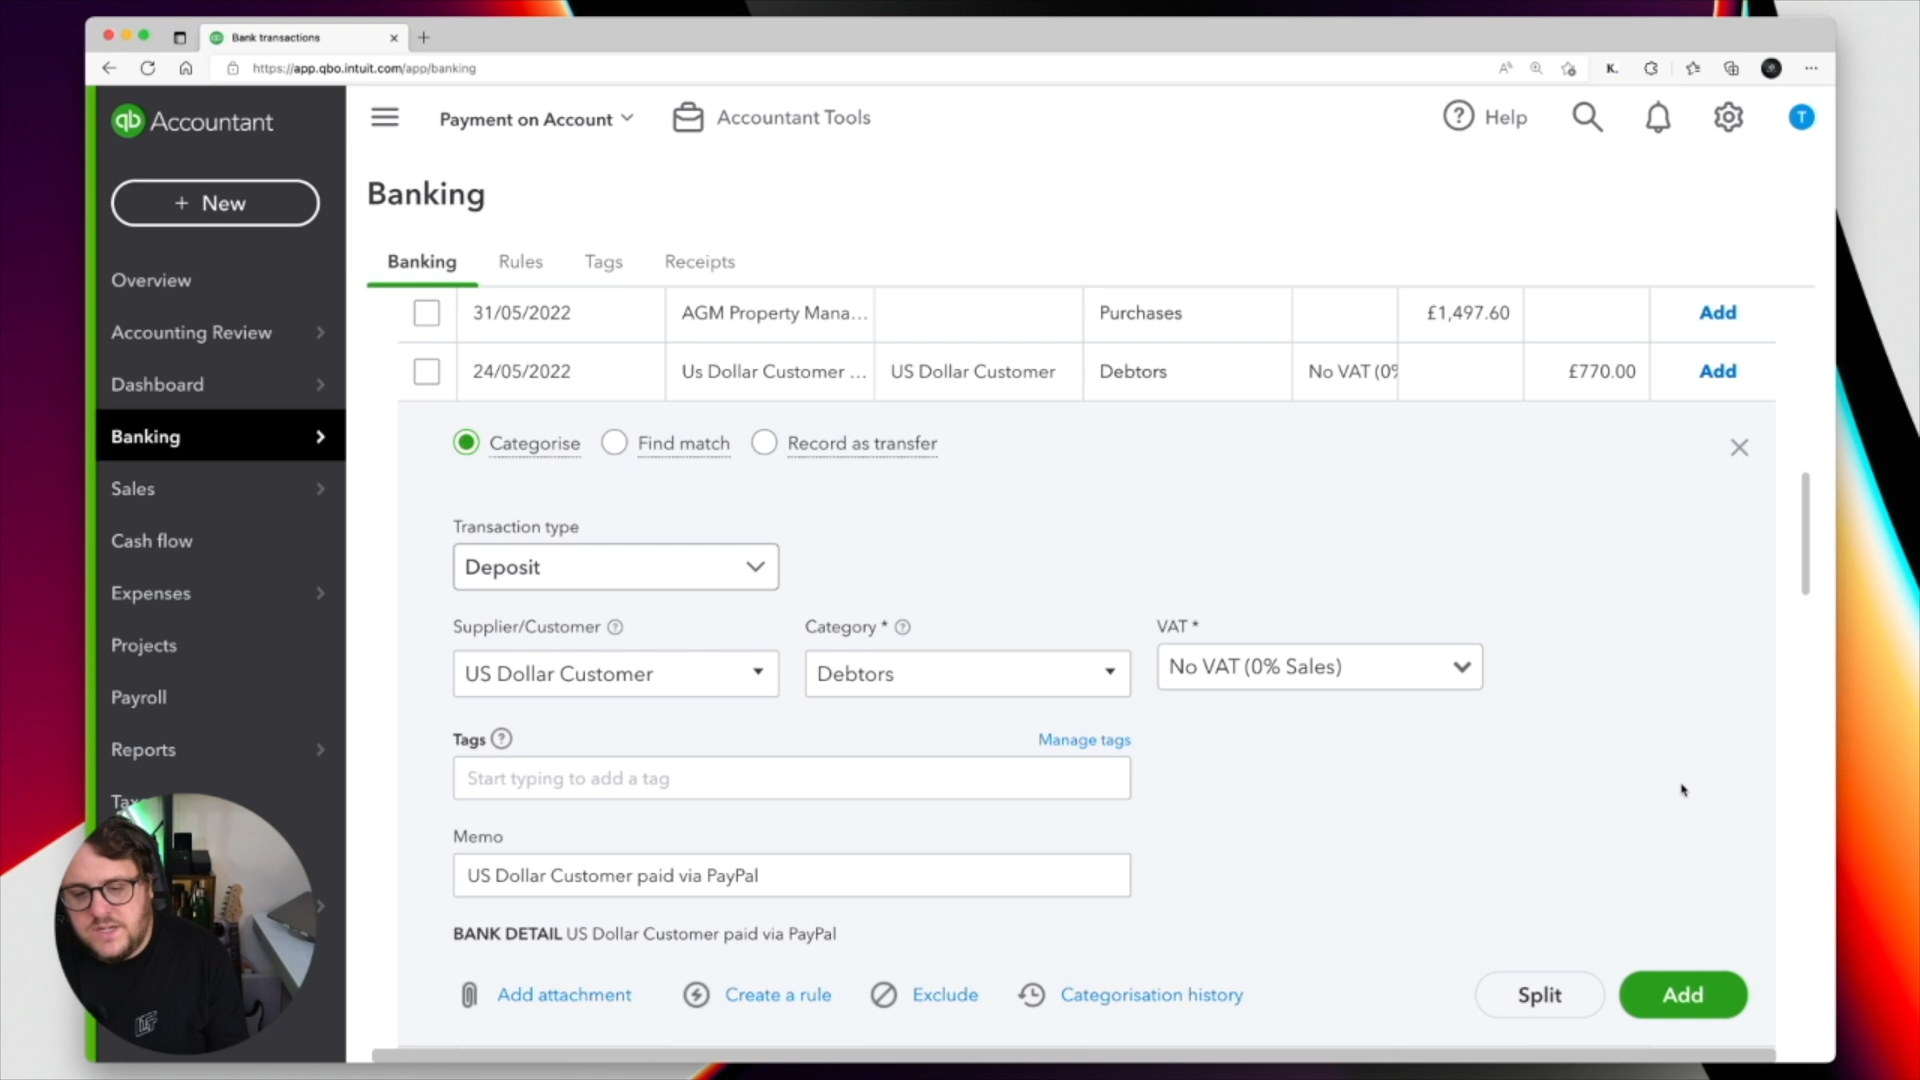 Bank transactions
https://app.qbo.intuit.com/app/banking
K.
qb Accountant
Payment on Account
Accountant Tools
Help
T
+ New
Banking
Overview
Accounting Review
Dashboard
Banking
Sales
Cash flow
Expenses
Projects
Payroll
Reports
Banking Rules Tags Receipts
31/05/2022 AGM Property Mana... Purchases £1,497.60 Add
24/05/2022 Us Dollar Customer ... US Dollar Customer Debtors No VAT (0% £770.00 Add
Categorise Find match Record as transfer
Transaction type
Deposit
Supplier/Customer Category * VAT *
US Dollar Customer Debtors No VAT (0% Sales)
Tags Manage tags
Start typing to add a tag
Memo
US Dollar Customer paid via PayPal
BANK DETAIL US Dollar Customer paid via PayPal
Add attachment Create a rule Exclude Categorisation history Split Add